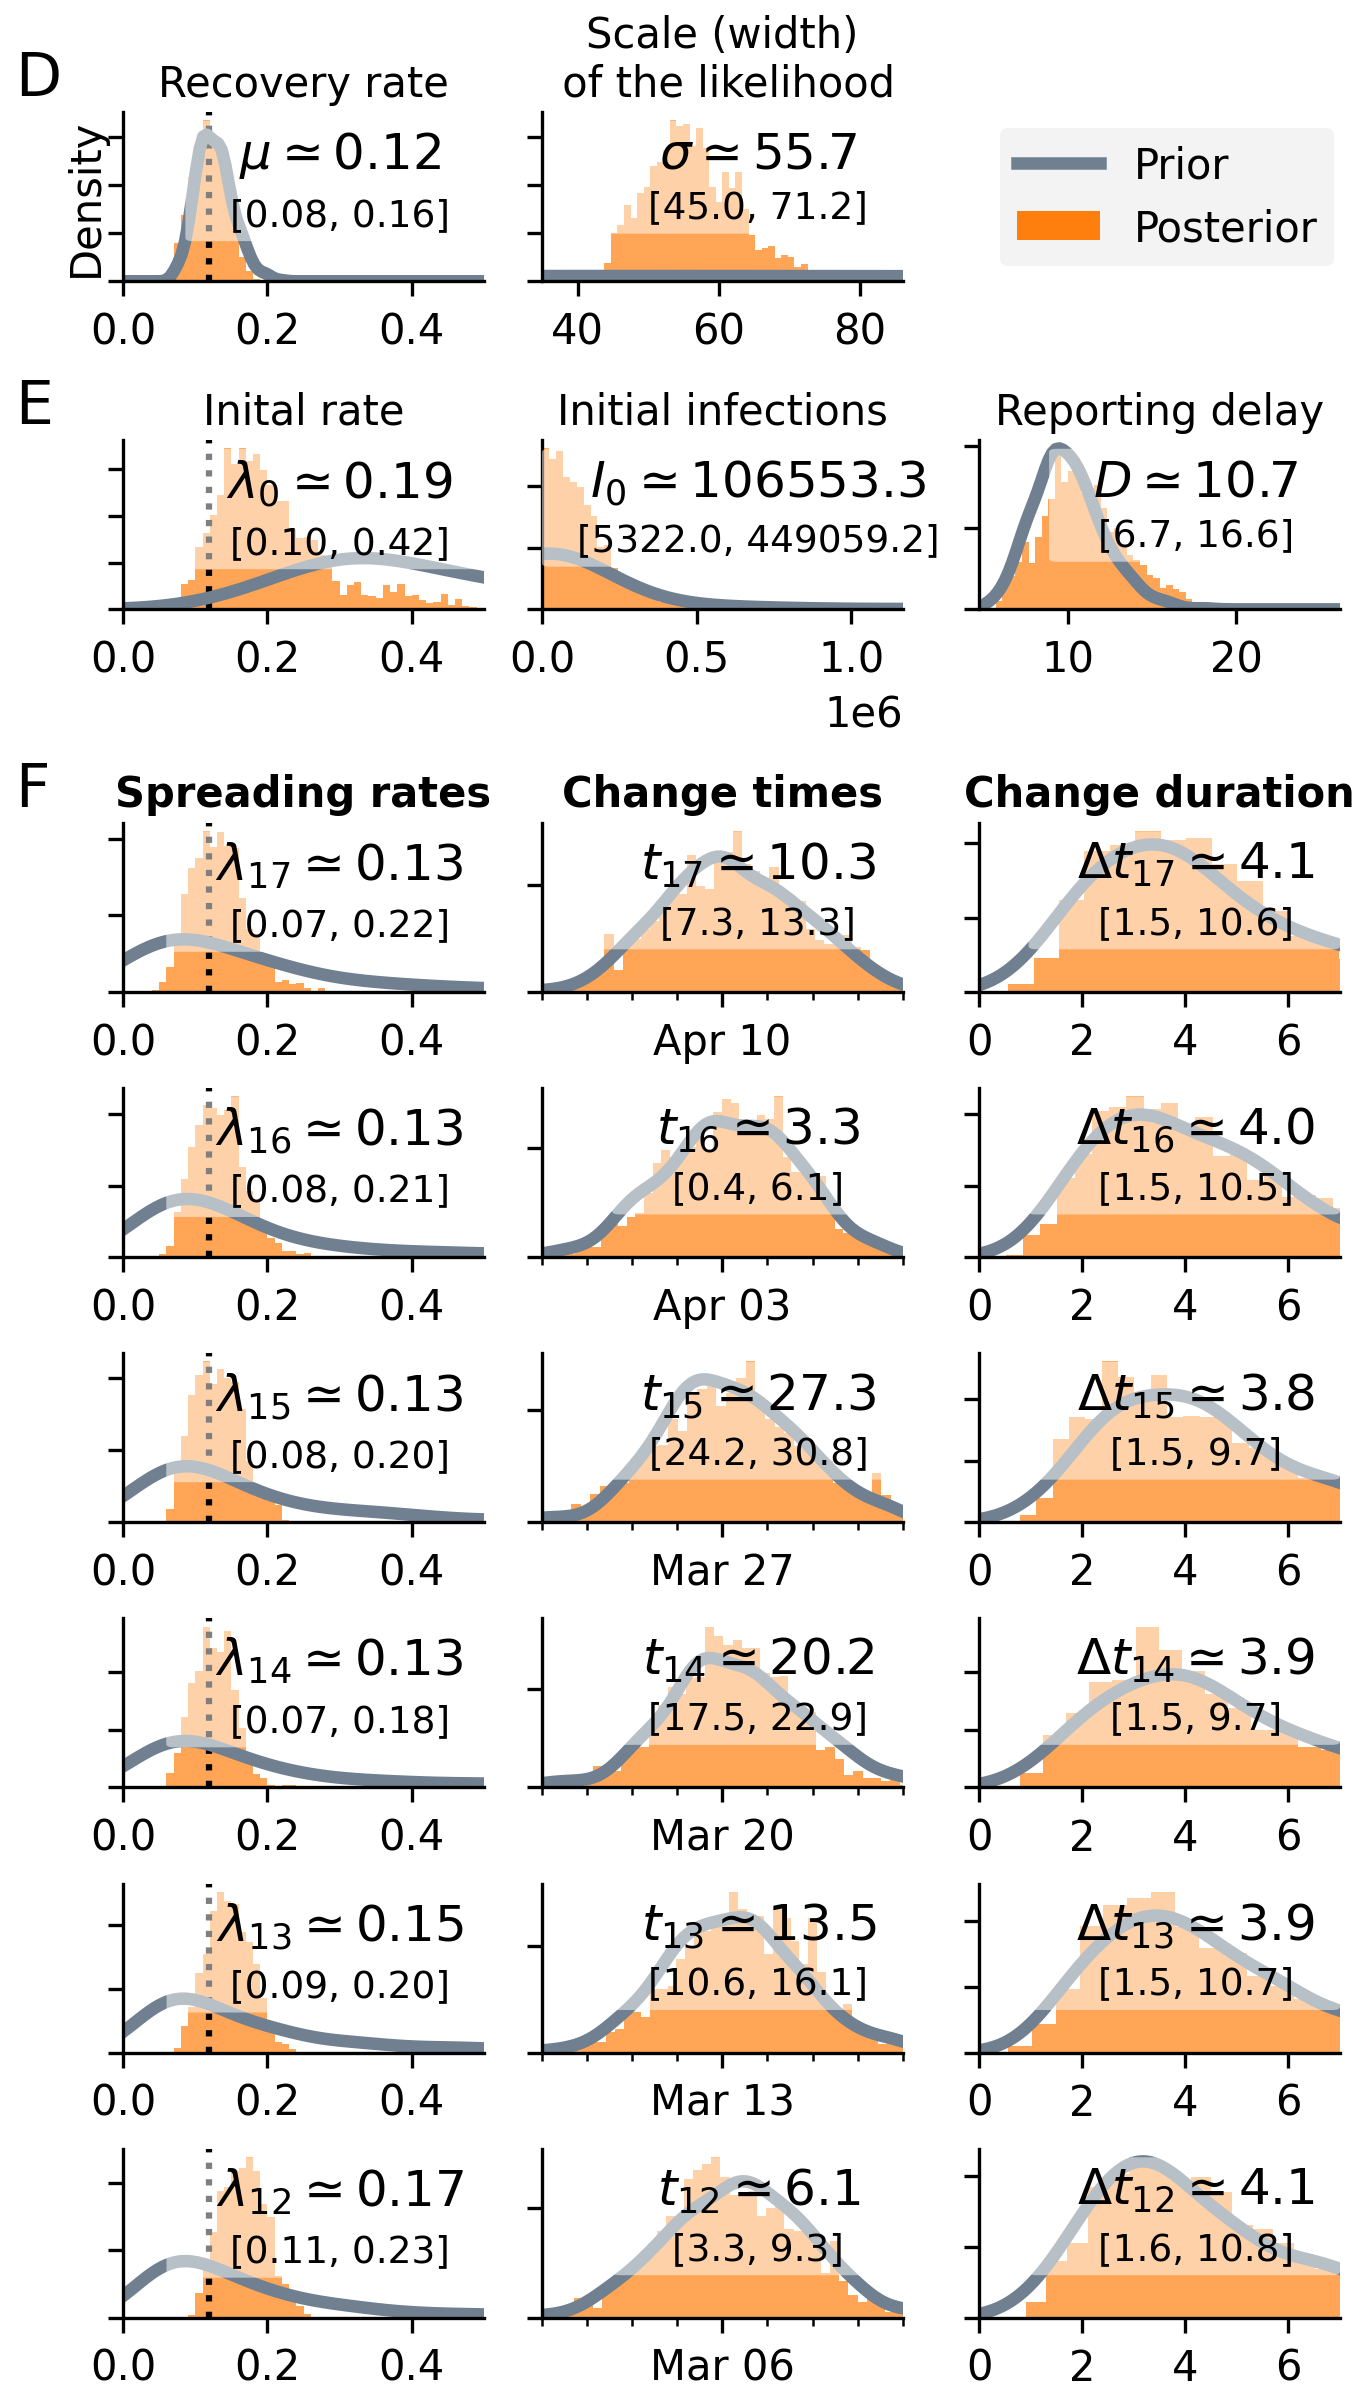 D
Recovery rate
Scale (width)
of the likelihood
Density
μ ≃ 0.12
[0.08, 0.16]
σ ≃ 55.7
[45.0, 71.2]
Prior
Posterior
0.0 0.2 0.4
40 60 80
E
Inital rate
Initial infections
Reporting delay
λ0 ≃ 0.19
[0.10, 0.42]
I0 ≃ 106553.3
[5322.0, 449059.2]
D ≃ 10.7
[6.7, 16.6]
0.0 0.2 0.4
0.0 0.5 1.0
1e6
10 20
F
Spreading rates
Change times
Change duration
λ17 ≃ 0.13
[0.07, 0.22]
t17 ≃ 10.3
[7.3, 13.3]
Δt17 ≃ 4.1
[1.5, 10.6]
0.0 0.2 0.4
Apr 10
0 2 4 6
λ16 ≃ 0.13
[0.08, 0.21]
t16 ≃ 3.3
[0.4, 6.1]
Δt16 ≃ 4.0
[1.5, 10.5]
0.0 0.2 0.4
Apr 03
0 2 4 6
λ15 ≃ 0.13
[0.08, 0.20]
t15 ≃ 27.3
[24.2, 30.8]
Δt15 ≃ 3.8
[1.5, 9.7]
0.0 0.2 0.4
Mar 27
0 2 4 6
λ14 ≃ 0.13
[0.07, 0.18]
t14 ≃ 20.2
[17.5, 22.9]
Δt14 ≃ 3.9
[1.5, 9.7]
0.0 0.2 0.4
Mar 20
0 2 4 6
λ13 ≃ 0.15
[0.09, 0.20]
t13 ≃ 13.5
[10.6, 16.1]
Δt13 ≃ 3.9
[1.5, 10.7]
0.0 0.2 0.4
Mar 13
0 2 4 6
λ12 ≃ 0.17
[0.11, 0.23]
t12 ≃ 6.1
[3.3, 9.3]
Δt12 ≃ 4.1
[1.6, 10.8]
0.0 0.2 0.4
Mar 06
0 2 4 6